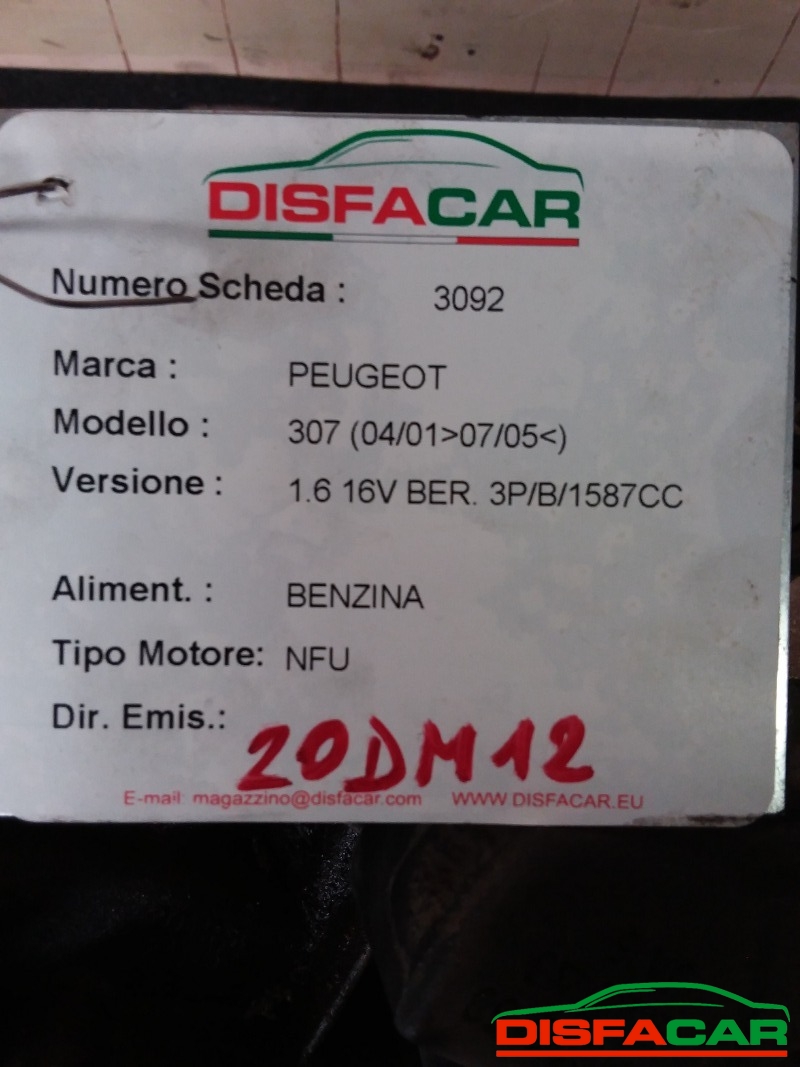 DISFACAR
Numero Scheda : 3092
Marca : PEUGEOT
Modello : 307 (04/01>07/05<)
Versione : 1.6 16V BER. 3P/B/1587CC
Aliment. : BENZINA
Tipo Motore: NFU
Dir. Emis.:
20DM12
E-mail magazzino@disfacar.com WWW.DISFACAR.EU
DISFACAR